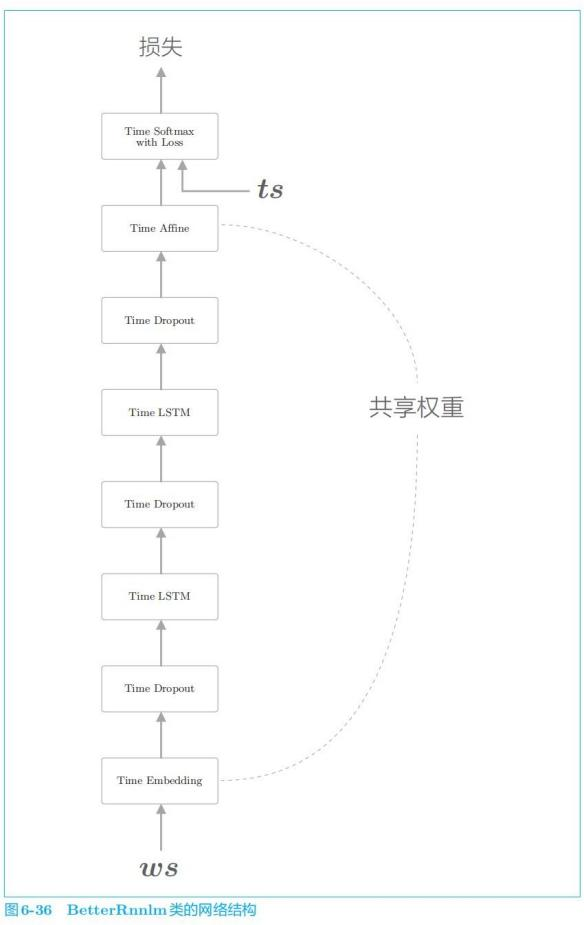 损失
Time Softmax
with Loss
ts
Time Affine
Time Dropout
Time LSTM
共享权重
Time Dropout
Time LSTM
Time Dropout
Time Embedding
ws
图6-36 BetterRnnlm类的网络结构